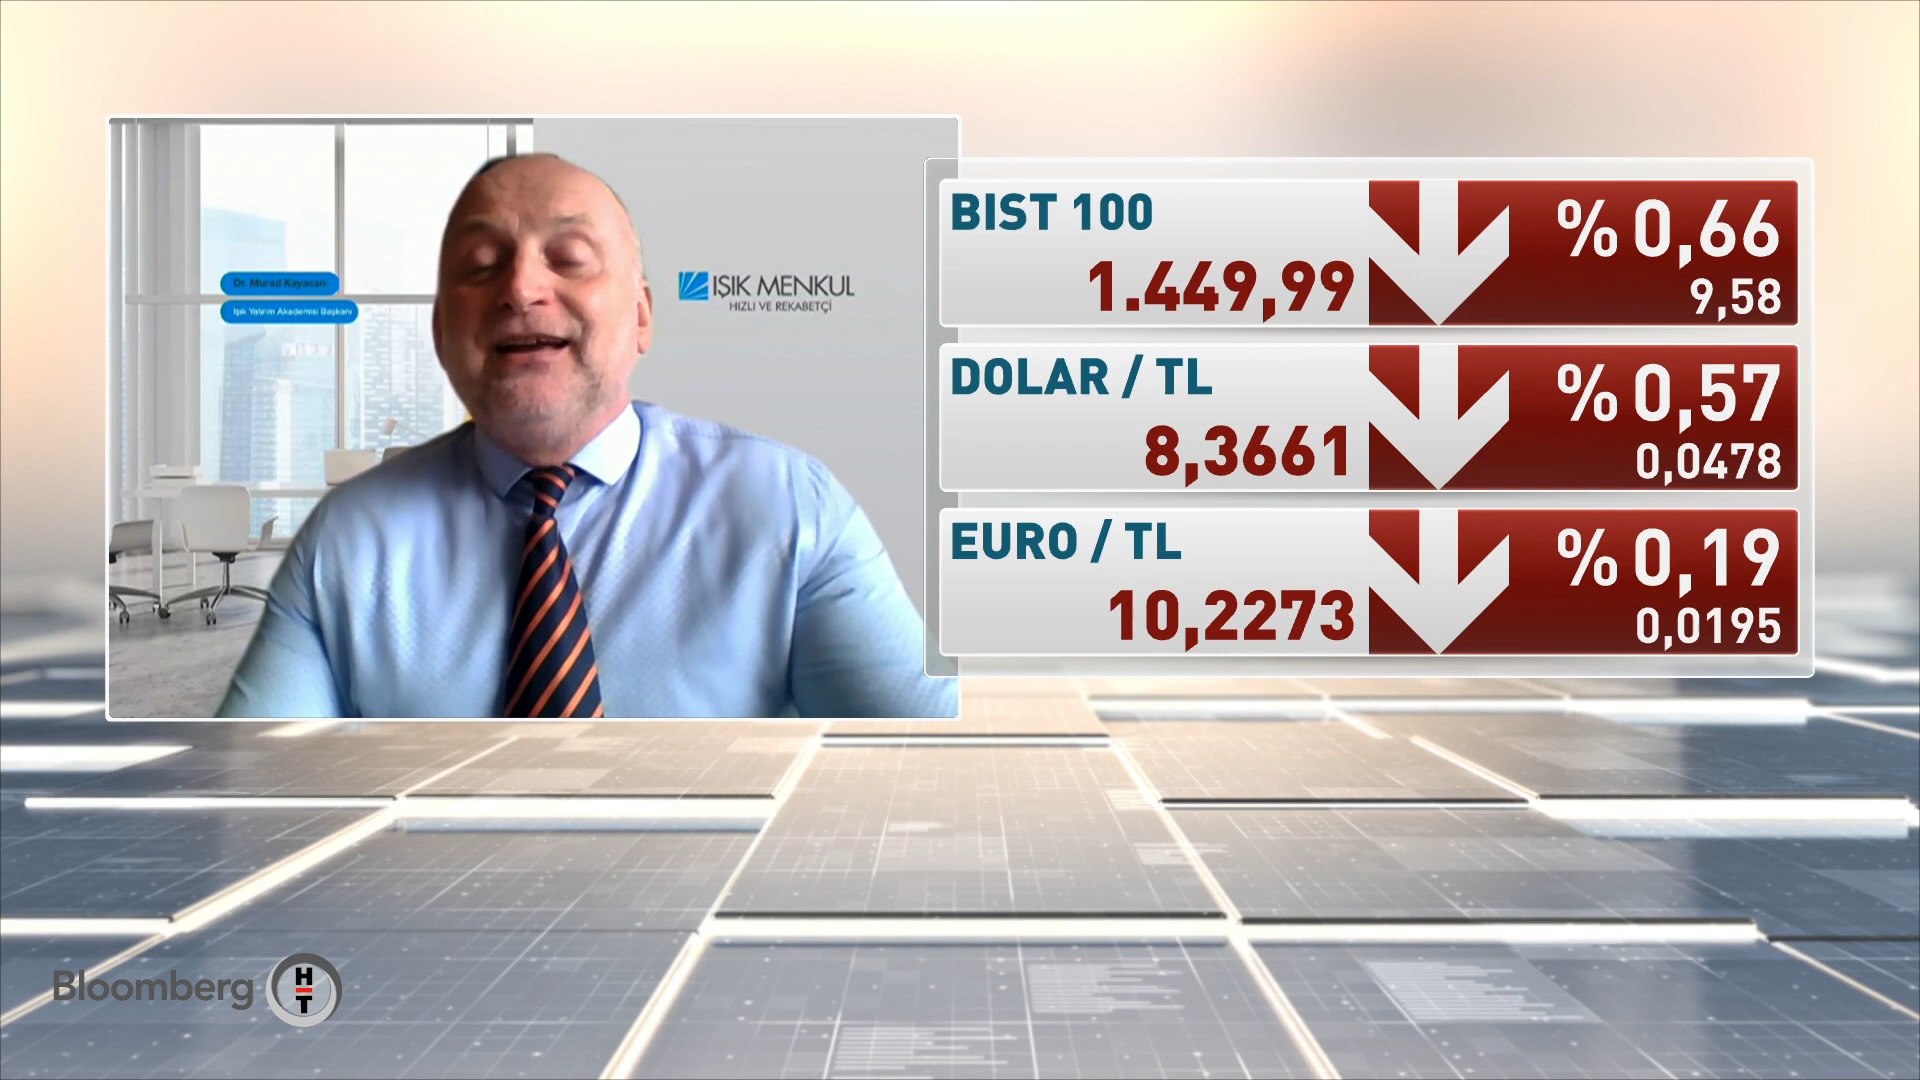 Dr. Murad Kayacan
Işık Yatırım Akademisi Başkanı
IŞIK MENKUL
HIZLI VE REKABETÇİ
BIST 100
1.449,99
% 0,66
9,58
DOLAR / TL
8,3661
% 0,57
0,0478
EURO / TL
10,2273
% 0,19
0,0195
Bloomberg HT